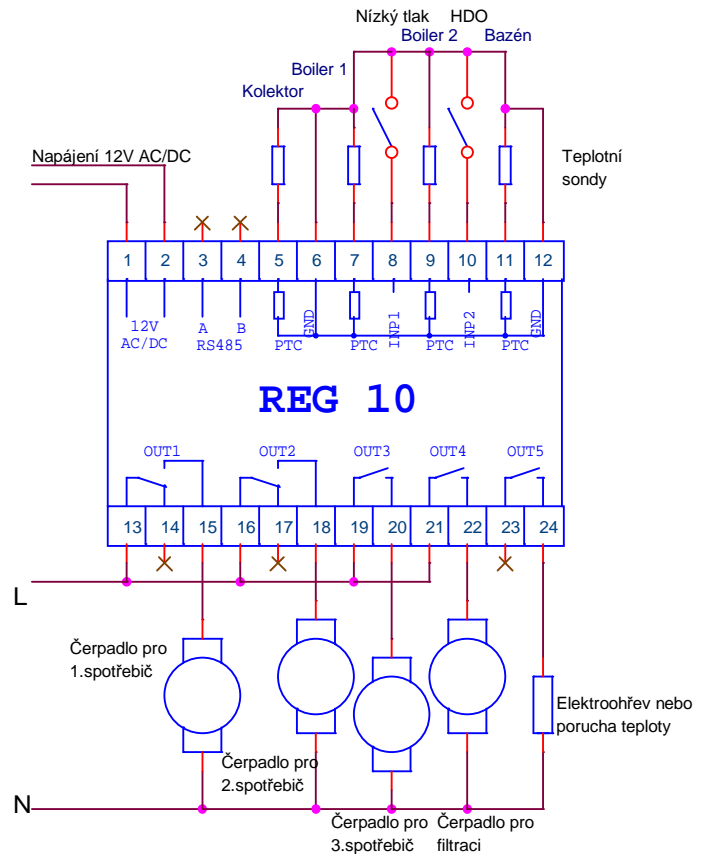 Nízký tlak HDO
Boiler 2 Bazén
Boiler 1
Kolektor
Napájení 12V AC/DC
Teplotní
sondy
1 2 3 4 5 6 7 8 9 10 11 12
12V
AC/DC
A B
RS485
PTC GND PTC INP1 PTC INP2 PTC GND
REG 10
OUT1 OUT2 OUT3 OUT4 OUT5
13 14 15 16 17 18 19 20 21 22 23 24
L
Čerpadlo pro
1.spotřebič
Elektroohřev nebo
porucha teploty
Čerpadlo pro
2.spotřebič
N
Čerpadlo pro
3.spotřebič
Čerpadlo pro
filtraci